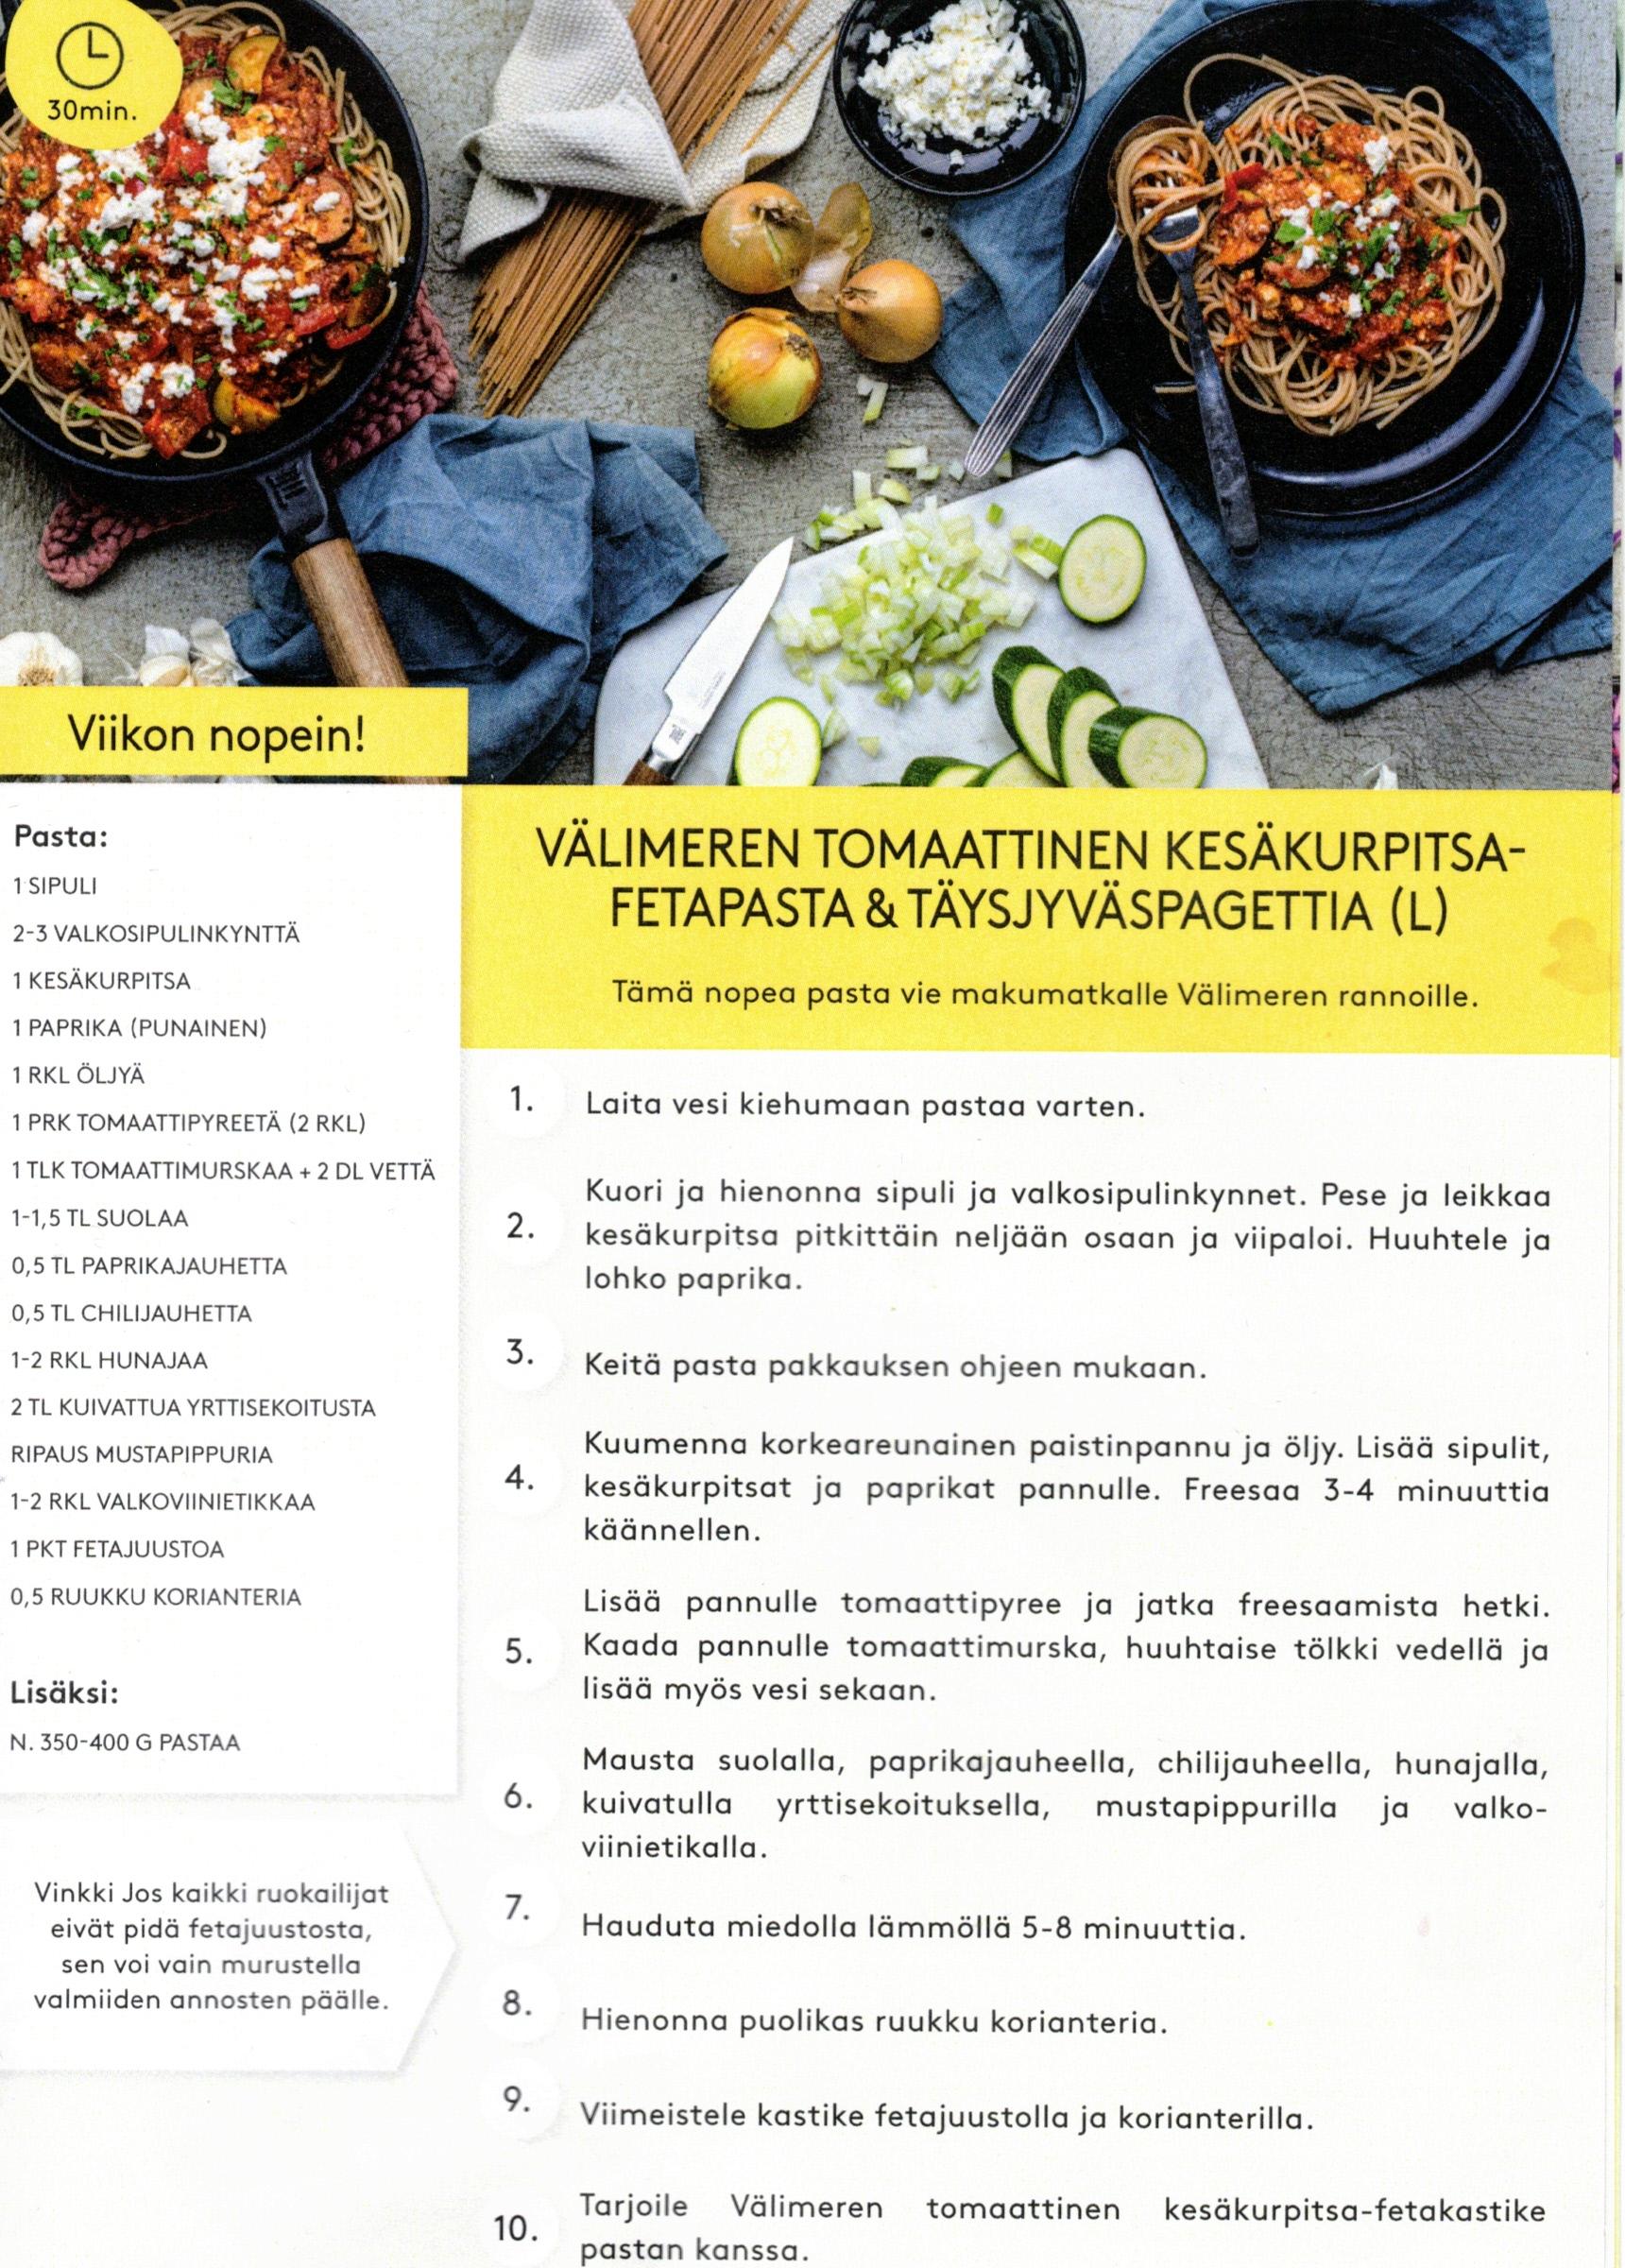 30min.
Viikon nopein!
Pasta:
1 SIPULI
2-3 VALKOSIPULINKYNTTÄ
1 KESÄKURPITSA
1 PAPRIKA (PUNAINEN)
1 RKL ÖLJYÄ
1 PRK TOMAATTIPYREETÄ (2 RKL)
1 TLK TOMAATTIMURSKAA + 2 DL VETTÄ
1-1,5 TL SUOLAA
0,5 TL PAPRIKAJAUHETTA
0,5 TL CHILIJAUHETTA
1-2 RKL HUNAJAA
2 TL KUIVATTUA YRTTISEKOITUSTA
RIPAUS MUSTAPIPPURIA
1-2 RKL VALKOVIINIETIKKAA
1 PKT FETAJUUSTOA
0,5 RUUKKU KORIANTERIA
Lisäksi:
N. 350-400 G PASTAA
Vinkki Jos kaikki ruokailijat
eivät pidä fetajuustosta,
sen voi vain murustella
valmiiden annosten päälle.
VÄLIMEREN TOMAATTINEN KESÄKURPITSA-
FETAPASTA & TÄYSJYVÄSPAGETTIA (L)
Tämä nopea pasta vie makumatkalle Välimeren rannoille.
1. Laita vesi kiehumaan pastaa varten.
2. Kuori ja hienonna sipuli ja valkosipulinkynnet. Pese ja leikkaa
kesäkurpitsa pitkittäin neljään osaan ja viipaloi. Huuhtele ja
lohko paprika.
3. Keitä pasta pakkauksen ohjeen mukaan.
4. Kuumenna korkeareunainen paistinpannu ja öljy. Lisää sipulit,
kesäkurpitsat ja paprikat pannulle. Freesaa 3-4 minuuttia
käännellen.
5. Lisää pannulle tomaattipyree ja jatka freesaamista hetki.
Kaada pannulle tomaattimurska, huuhtaise tölkki vedellä ja
lisää myös vesi sekaan.
6. Mausta suolalla, paprikajauheella, chilijauheella, hunajalla,
kuivatulla yrttisekoituksella, mustapippurilla ja valko-
viinietikalla.
7. Hauduta miedolla lämmöllä 5-8 minuuttia.
8. Hienonna puolikas ruukku korianteria.
9. Viimeistele kastike fetajuustolla ja korianterilla.
10. Tarjoile Välimeren tomaattinen kesäkurpitsa-fetakastike
pastan kanssa.